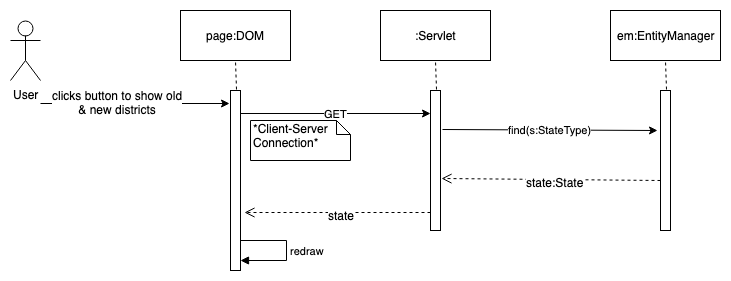 page:DOM
:Servlet
em:EntityManager
User
clicks button to show old
& new districts
GET
*Client-Server
Connection*
find(s:StateType)
state:State
state
redraw